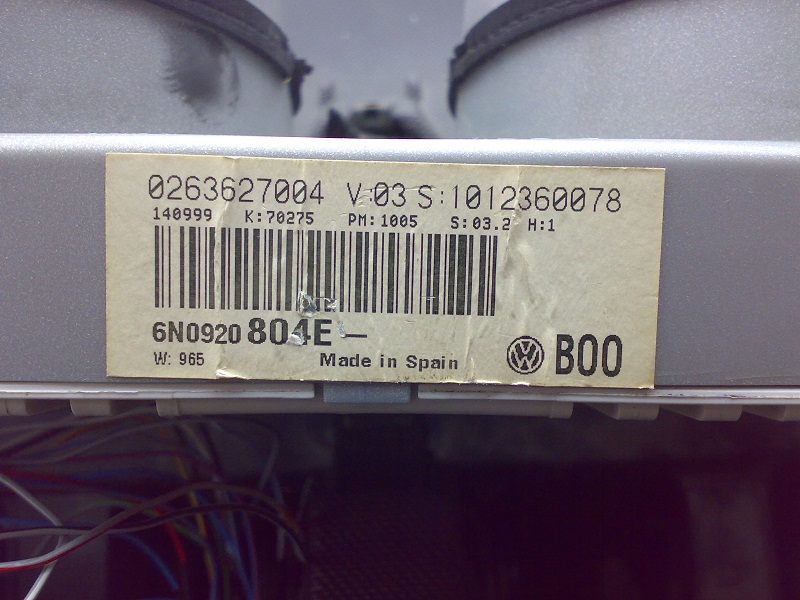 0263627004 V:03 S:1012360078
140999 K:70275 PM:1005 S:03.2 H:1
6N0920 804E –
W: 965 Made in Spain B00